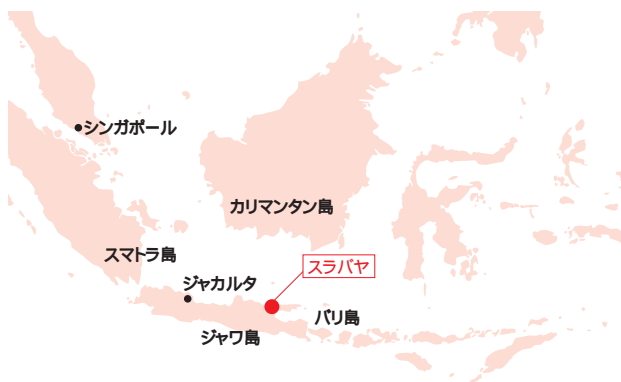 シンガポール
カリマンタン島
スマトラ島
スラバヤ
ジャカルタ
バリ島
ジャワ島